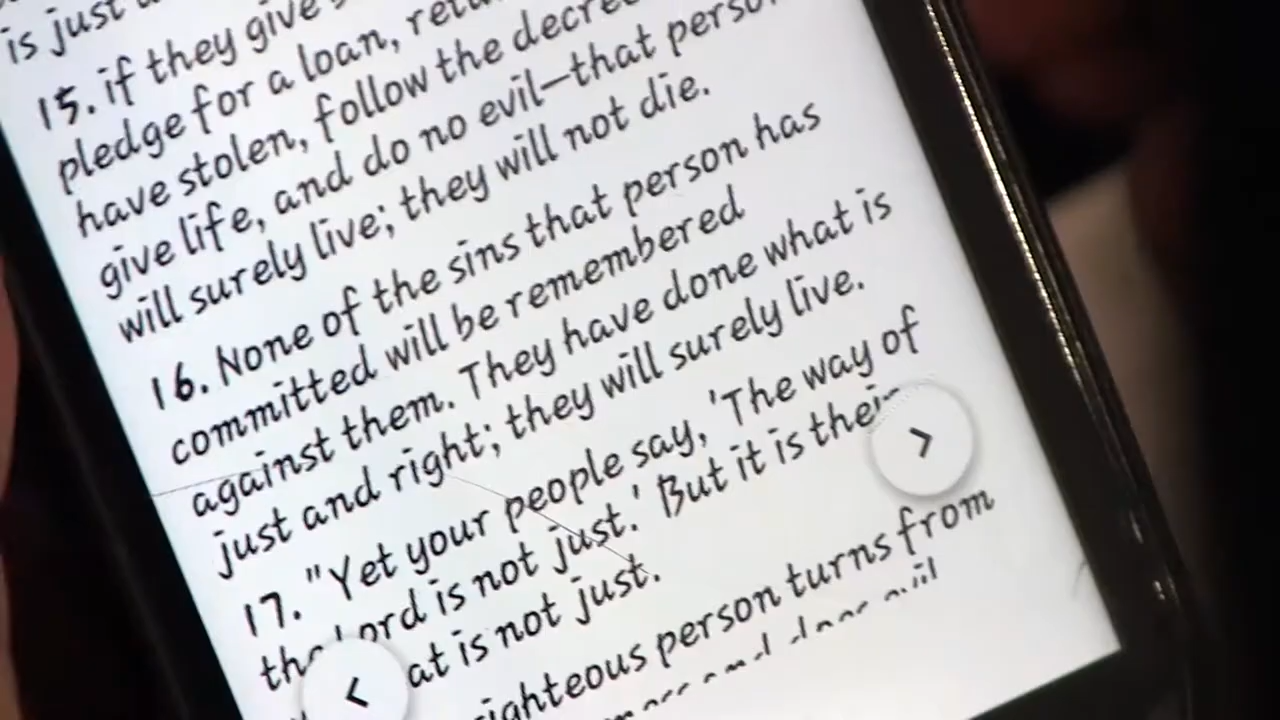 is just
15. if they give
pledge for a loan,
have stolen, follow the decre
give life, and do no evil—that person
will surely live; they will not die.
16. None of the sins that person has
committed will be remembered
against them. They have done what is
just and right; they will surely live.
17. "Yet your people say, 'The way of
the Lord is not just.' But it is their
at is not just.
ighteous person turns from